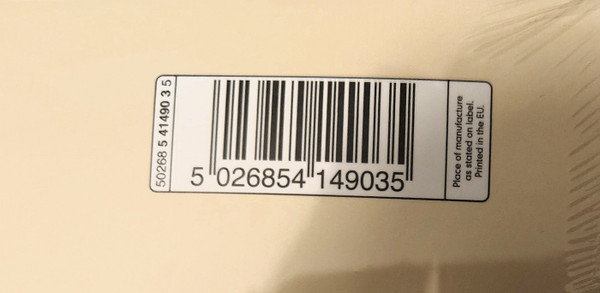 50268 5 41490 3 5
5 026854 149035
Place of manufacture
as stated on label.
Printed in the EU.